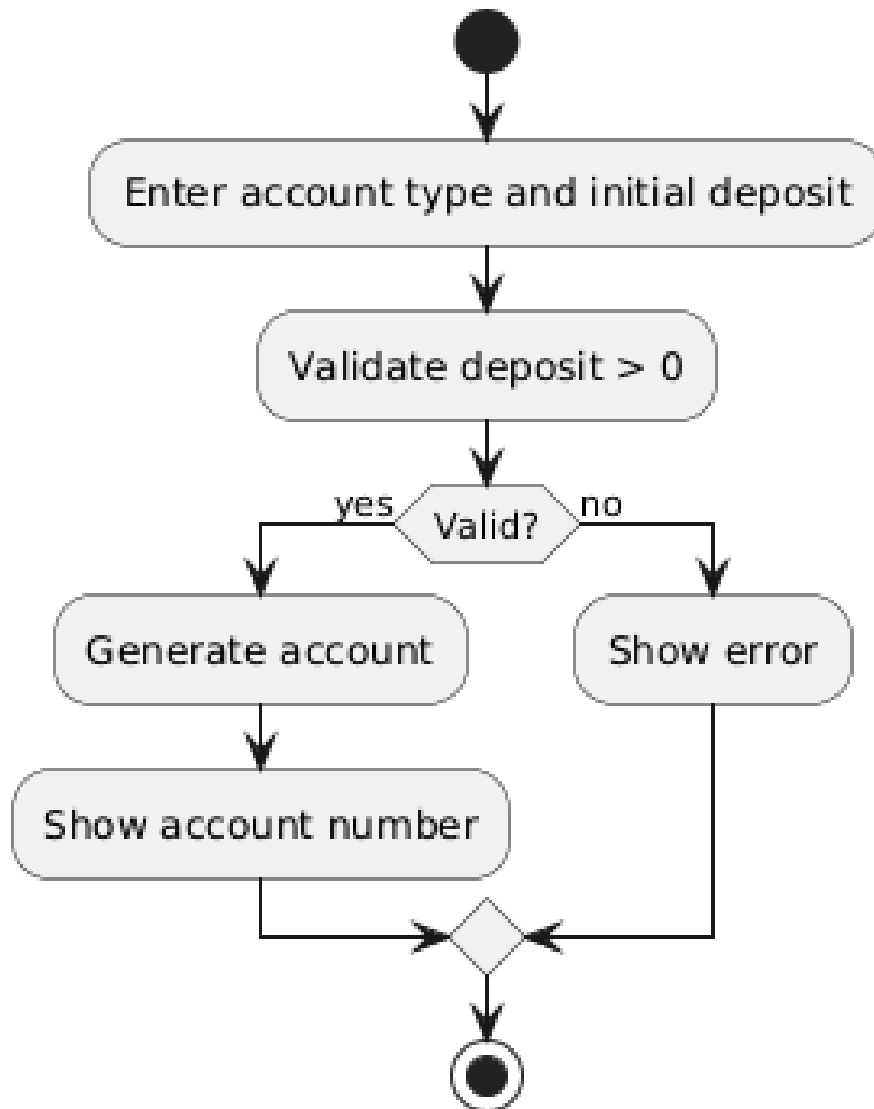 Enter account type and initial deposit
Validate deposit > 0
yes
Valid?
no
Generate account
Show error
Show account number